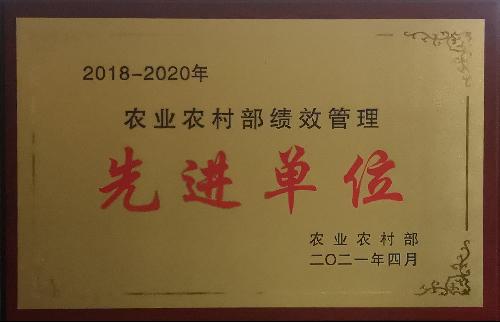 2018-2020年
农业农村部绩效管理
先进单位
农业农村部
二〇二一年四月